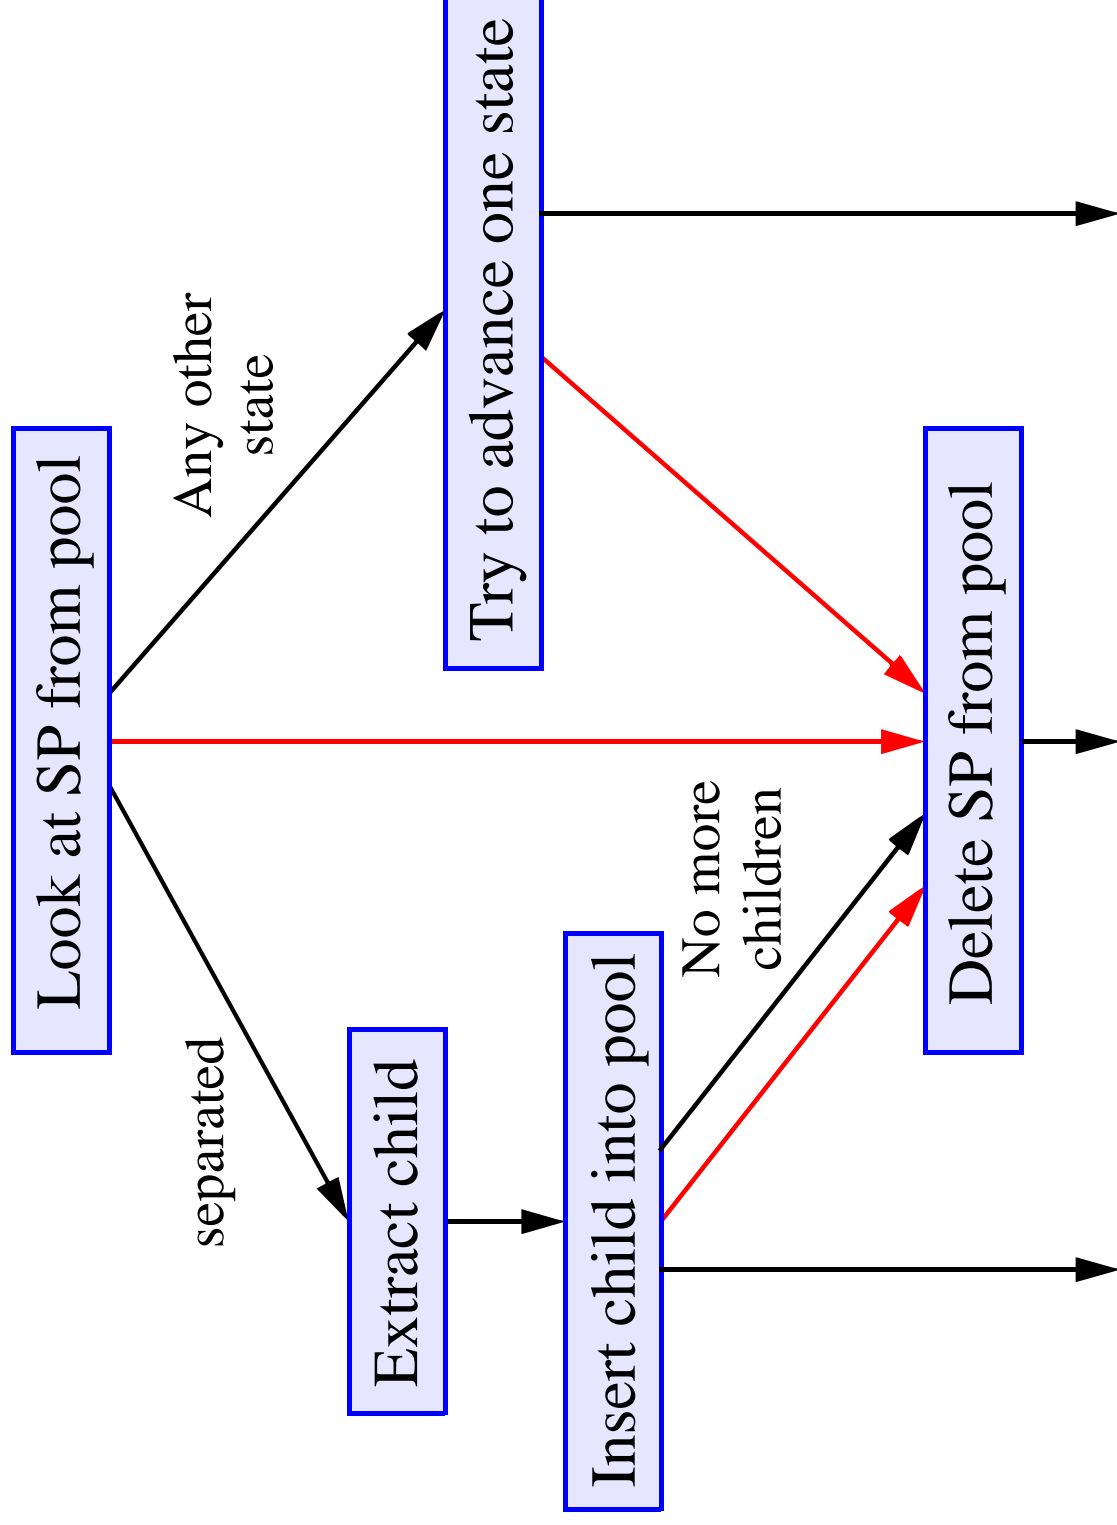 Look at SP from pool
separated
Any other
state
Extract child
Try to advance one state
Insert child into pool
No more
children
Delete SP from pool